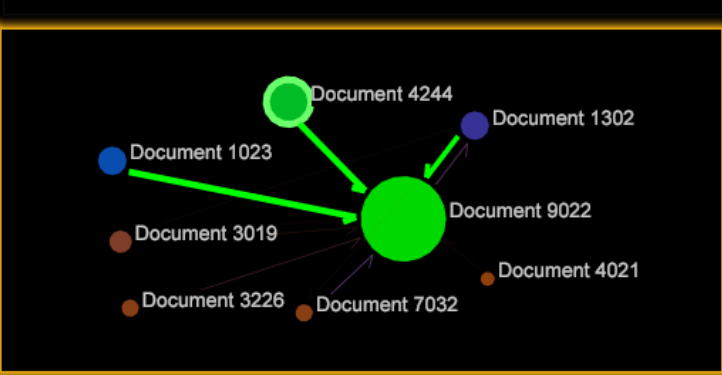 Document 4244
Document 1302
Document 1023
Document 9022
Document 3019
Document 4021
Document 3226
Document 7032